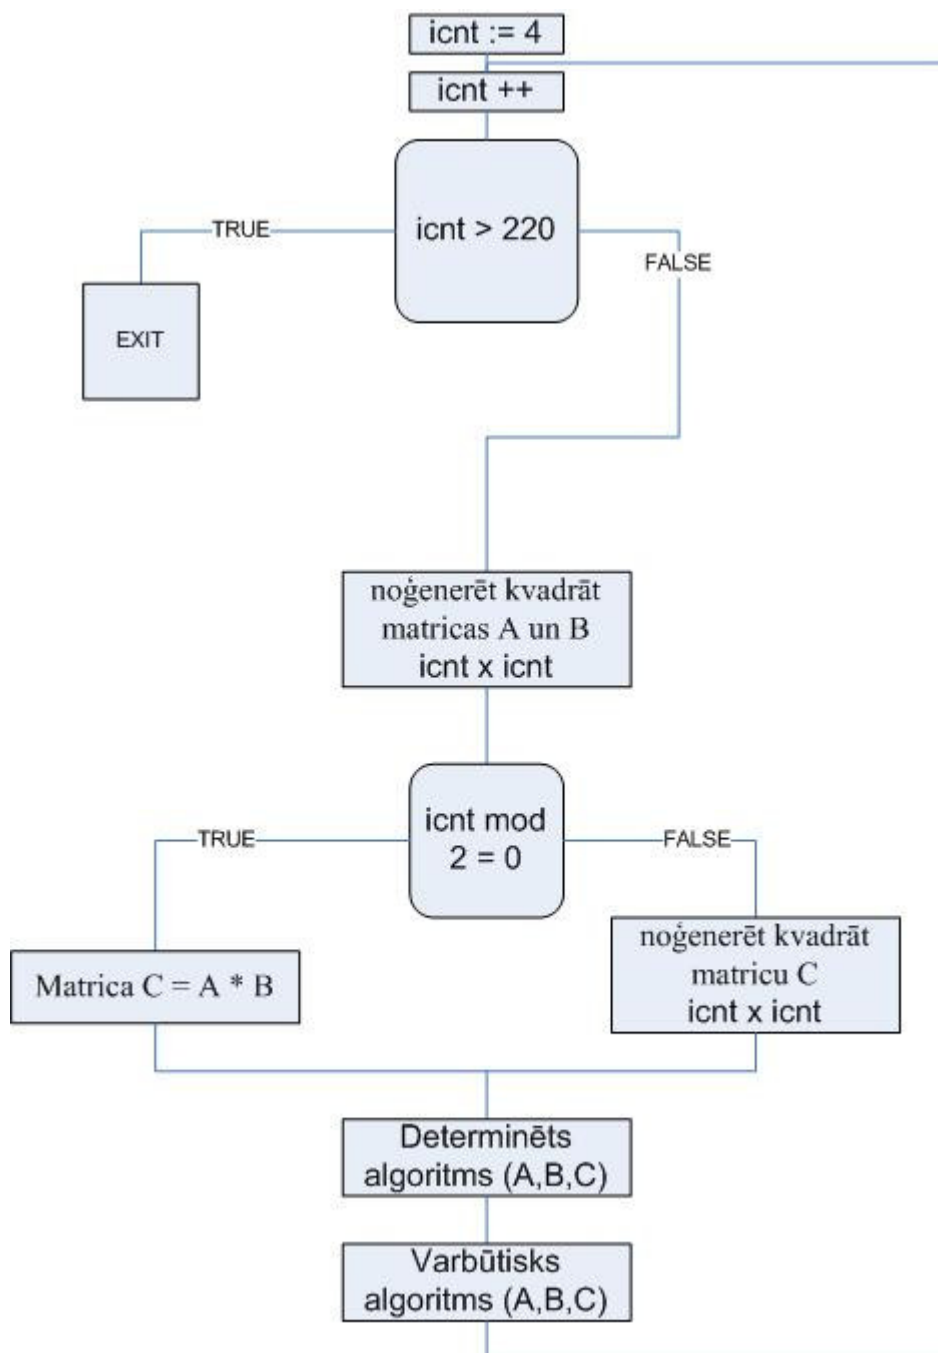 icnt := 4
icnt ++
icnt > 220
TRUE
FALSE
EXIT
noģenerēt kvadrāt
matricas A un B
icnt x icnt
icnt mod
2 = 0
TRUE
FALSE
Matrica C = A * B
noģenerēt kvadrāt
matricu C
icnt x icnt
Determinēts
algoritms (A,B,C)
Varbūtisks
algoritms (A,B,C)